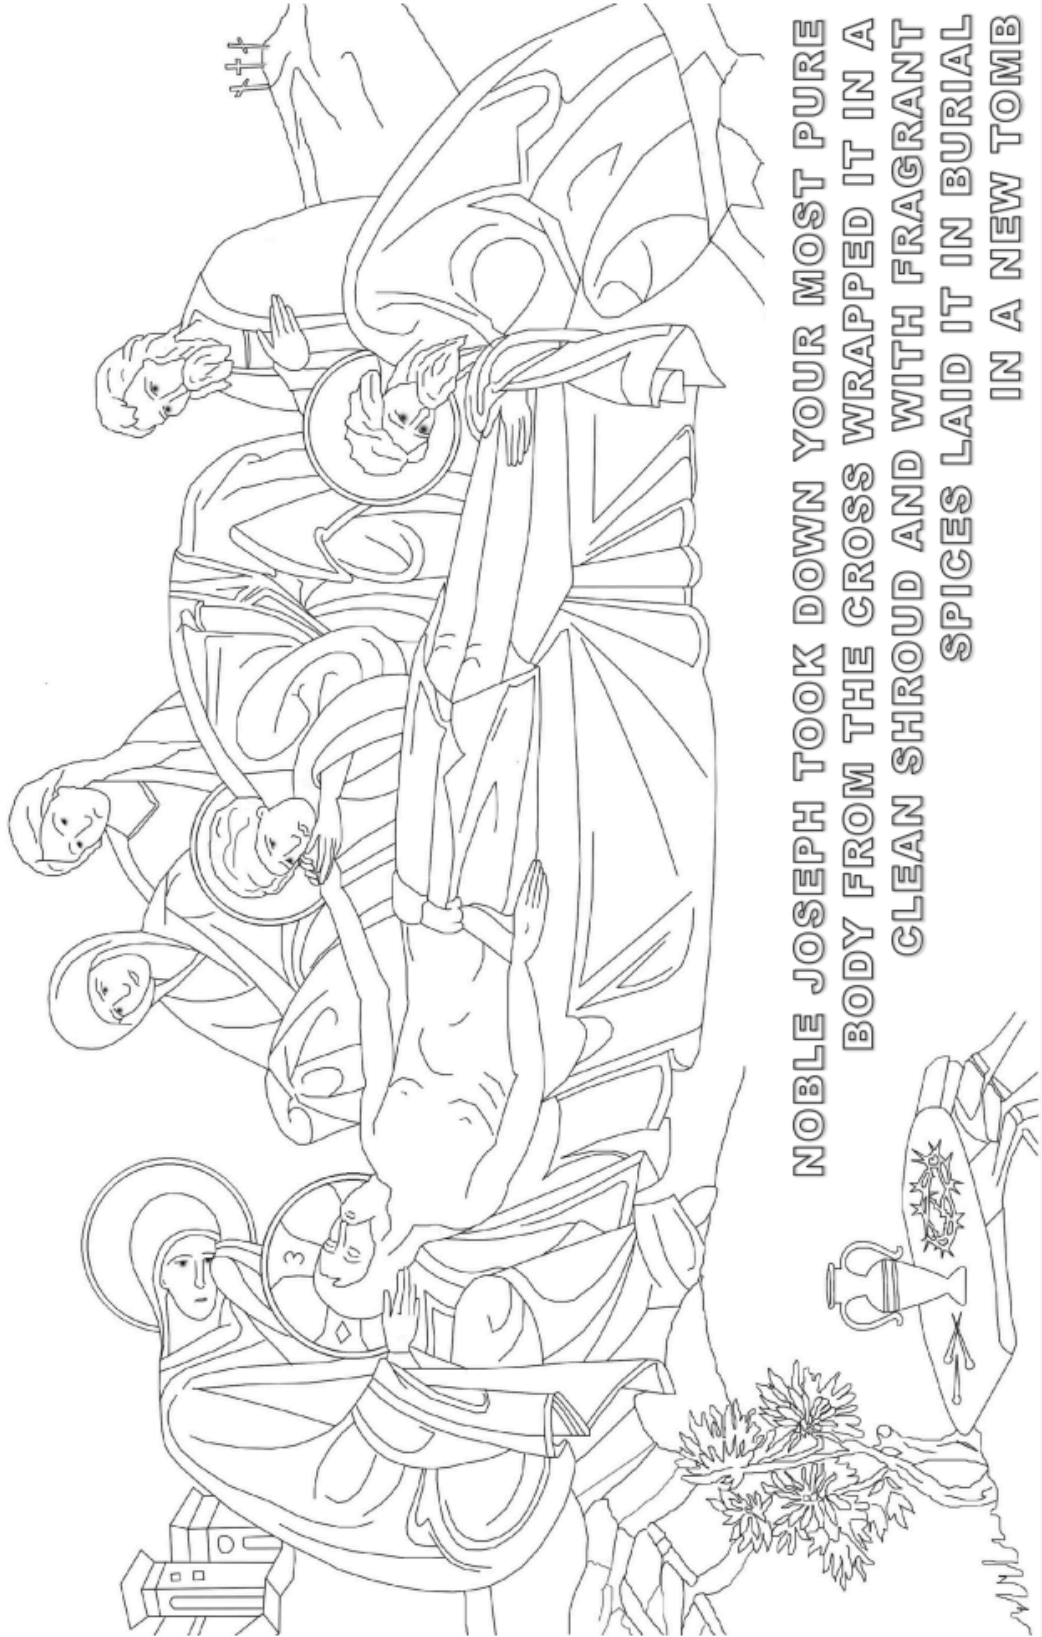 NOBLE JOSEPH TOOK DOWN YOUR MOST PURE
BODY FROM THE CROSS WRAPPED IT IN A
CLEAN SHROUD AND WITH FRAGRANT
SPICES LAID IT IN BURIAL
IN A NEW TOMB